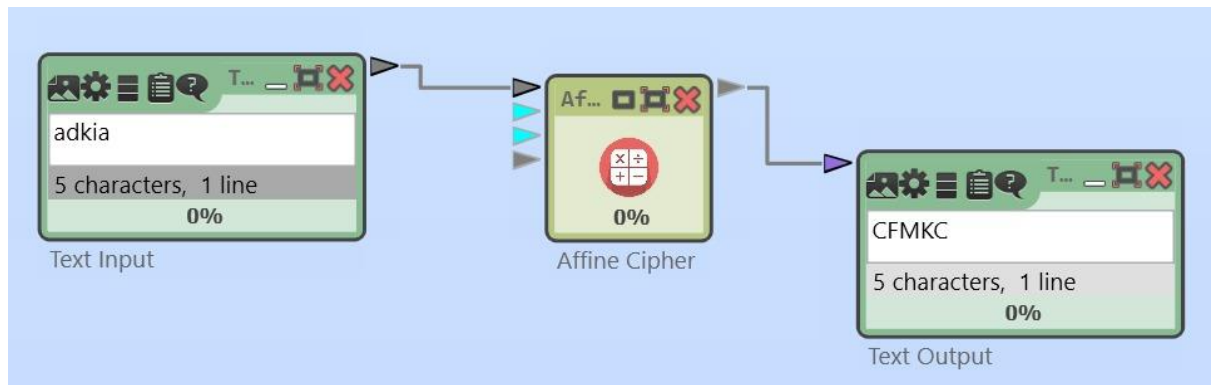 T...
adkia
5 characters, 1 line
0%
Text Input
Af...
0%
Affine Cipher
T...
CFMKC
5 characters, 1 line
0%
Text Output